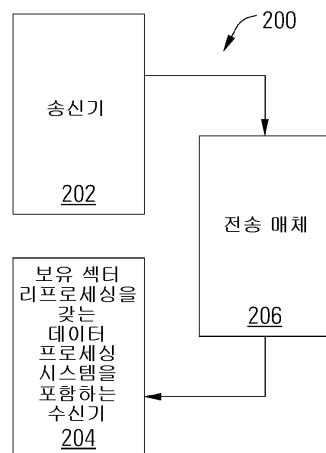 200
송신기
202
전송 매체
206
보유 섹터
리프로세싱을
갖는
데이터
프로세싱
시스템을
포함하는
수신기
204